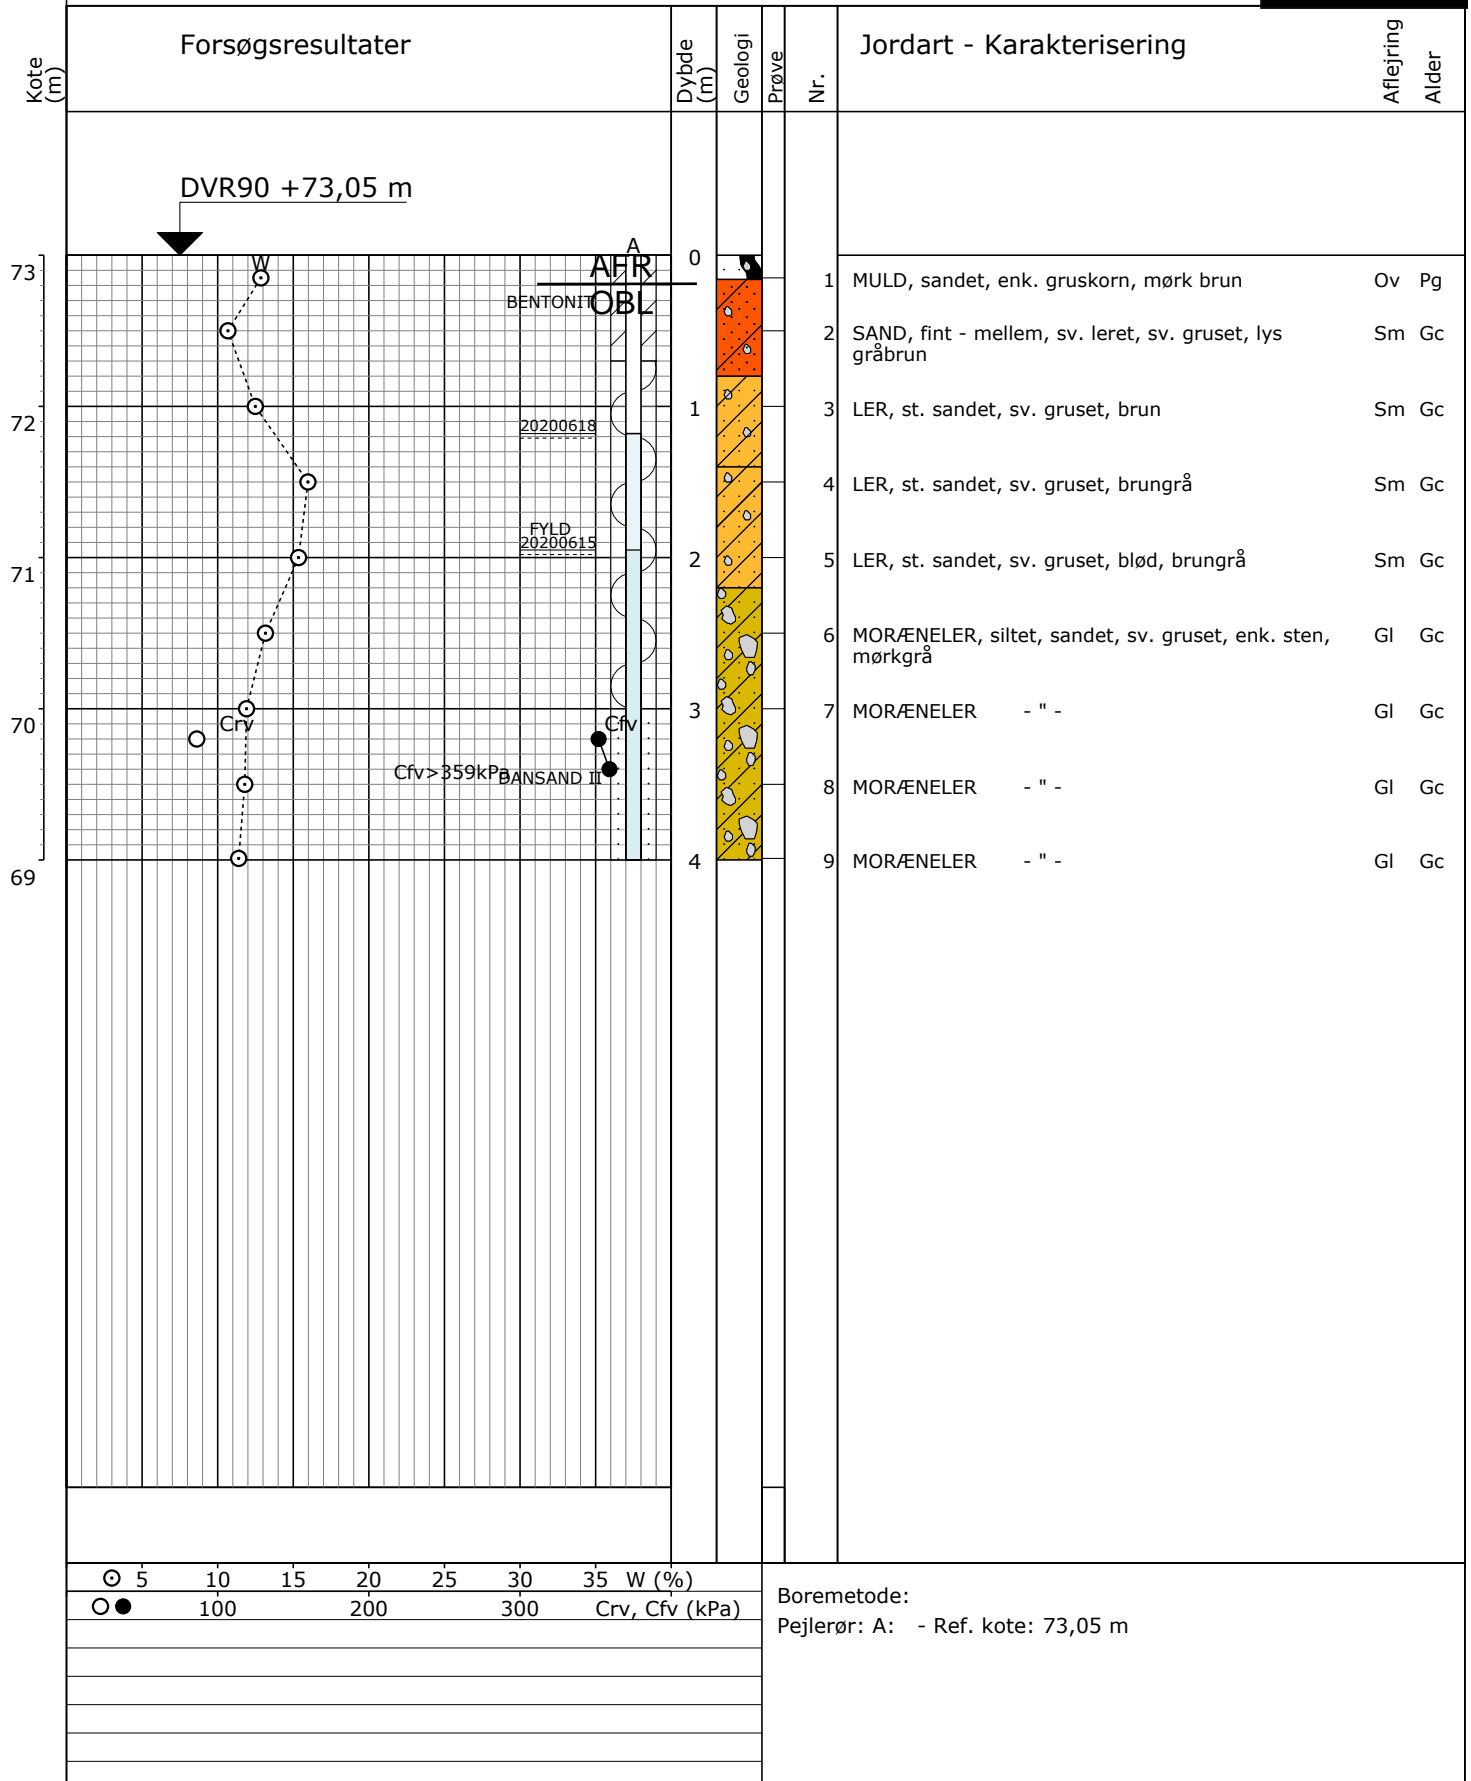 Forsøgsresultater
Kote (m)
Dybde (m)
Geologi
Prøve
Nr.
Jordart - Karakterisering
Aflejring
Alder
DVR90 +73,05 m
A
W
AFR
OBL
BENTONIT
73
72
71
70
69
0
1
2
3
4
20200618
FYLD
20200615
Crv
Cfv
Cfv>359kPa
DANSAND II
1 MULD, sandet, enk. gruskorn, mørk brun Ov Pg
2 SAND, fint - mellem, sv. leret, sv. gruset, lys Sm Gc
gråbrun
3 LER, st. sandet, sv. gruset, brun Sm Gc
4 LER, st. sandet, sv. gruset, brungrå Sm Gc
5 LER, st. sandet, sv. gruset, blød, brungrå Sm Gc
6 MORÆNELER, siltet, sandet, sv. gruset, enk. sten, Gl Gc
mørkgrå
7 MORÆNELER - " - Gl Gc
8 MORÆNELER - " - Gl Gc
9 MORÆNELER - " - Gl Gc
5 10 15 20 25 30 35 W (%)
100 200 300 Crv, Cfv (kPa)
Boremetode:
Pejlerør: A: - Ref. kote: 73,05 m